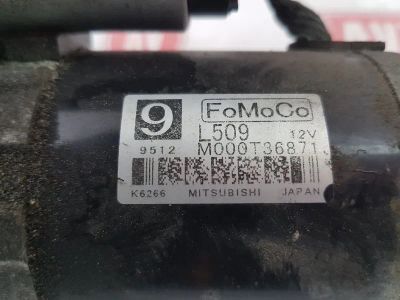 9 FoMoCo
L509 12V
9512 M000T36871
K6266 MITSUBISHI JAPAN